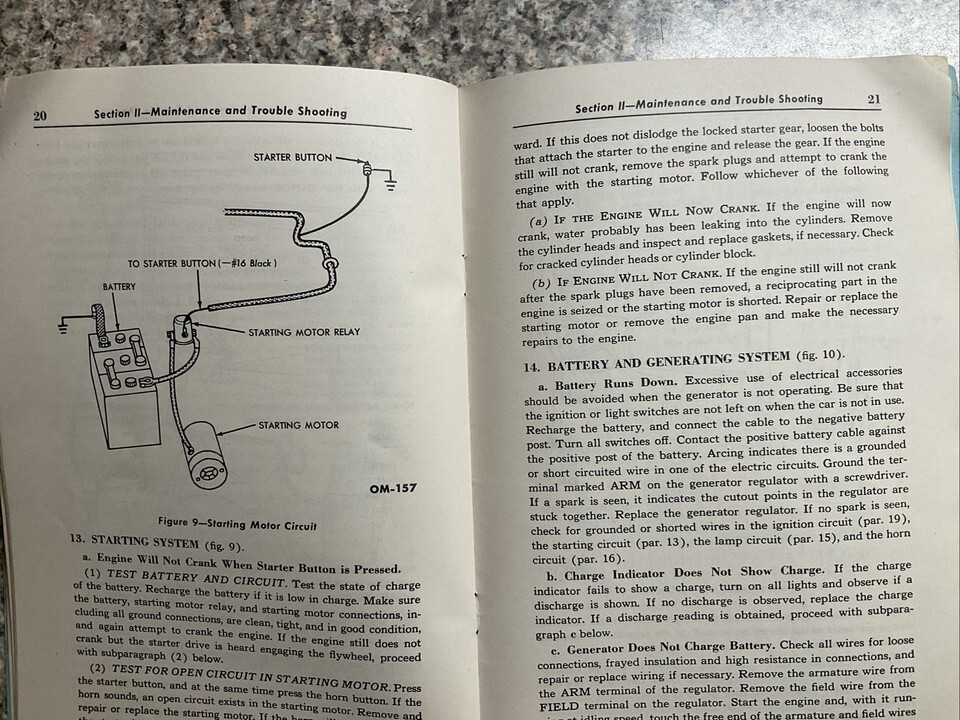 20 Section II—Maintenance and Trouble Shooting
STARTER BUTTON
TO STARTER BUTTON (—#16 Black)
BATTERY
STARTING MOTOR RELAY
STARTING MOTOR
OM-157
Figure 9—Starting Motor Circuit
13. STARTING SYSTEM (fig. 9).
a. Engine Will Not Crank When Starter Button is Pressed.
(1) TEST BATTERY AND CIRCUIT. Test the state of charge
of the battery. Recharge the battery if it is low in charge. Make sure
the battery, starting motor relay, and starting motor connections, in-
cluding all ground connections, are clean, tight, and in good condition,
and again attempt to crank the engine. If the engine still does not
crank but the starter drive is heard engaging the flywheel, proceed
with subparagraph (2) below.
(2) TEST FOR OPEN CIRCUIT IN STARTING MOTOR. Press
the starter button, and at the same time press the horn button. If the
horn sounds, an open circuit exists in the starting motor. Remove and
repair or replace the starting motor. If the horn
Section II—Maintenance and Trouble Shooting 21
ward. If this does not dislodge the locked starter gear, loosen the bolts
that attach the starter to the engine and release the gear. If the engine
still will not crank, remove the spark plugs and attempt to crank the
engine with the starting motor. Follow whichever of the following
that apply.
(a) IF THE ENGINE WILL NOW CRANK. If the engine will now
crank, water probably has been leaking into the cylinders. Remove
the cylinder heads and inspect and replace gaskets, if necessary. Check
for cracked cylinder heads or cylinder block.
(b) IF ENGINE WILL NOT CRANK. If the engine still will not crank
after the spark plugs have been removed, a reciprocating part in the
engine is seized or the starting motor is shorted. Repair or replace the
starting motor or remove the engine pan and make the necessary
repairs to the engine.
14. BATTERY AND GENERATING SYSTEM (fig. 10).
a. Battery Runs Down. Excessive use of electrical accessories
should be avoided when the generator is not operating. Be sure that
the ignition or light switches are not left on when the car is not in use.
Recharge the battery, and connect the cable to the negative battery
post. Turn all switches off. Contact the positive battery cable against
the positive post of the battery. Arcing indicates there is a grounded
or short circuited wire in one of the electric circuits. Ground the ter-
minal marked ARM on the generator regulator with a screwdriver.
If a spark is seen, it indicates the cutout points in the regulator are
stuck together. Replace the generator regulator. If no spark is seen,
check for grounded or shorted wires in the ignition circuit (par. 19),
the starting circuit (par. 13), the lamp circuit (par. 15), and the horn
circuit (par. 16).
b. Charge Indicator Does Not Show Charge. If the charge
indicator fails to show a charge, turn on all lights and observe if a
discharge is shown. If no discharge is observed, replace the charge
indicator. If a discharge reading is obtained, proceed with subpara-
graph c below.
c. Generator Does Not Charge Battery. Check all wires for loose
connections, frayed insulation and high resistance in connections, and
repair or replace wiring if necessary. Remove the armature wire from
the ARM terminal of the regulator. Remove the field wire from the
FIELD terminal on the regulator. Start the engine and, with it run-
idling speed, touch the free end of the armature and field wires